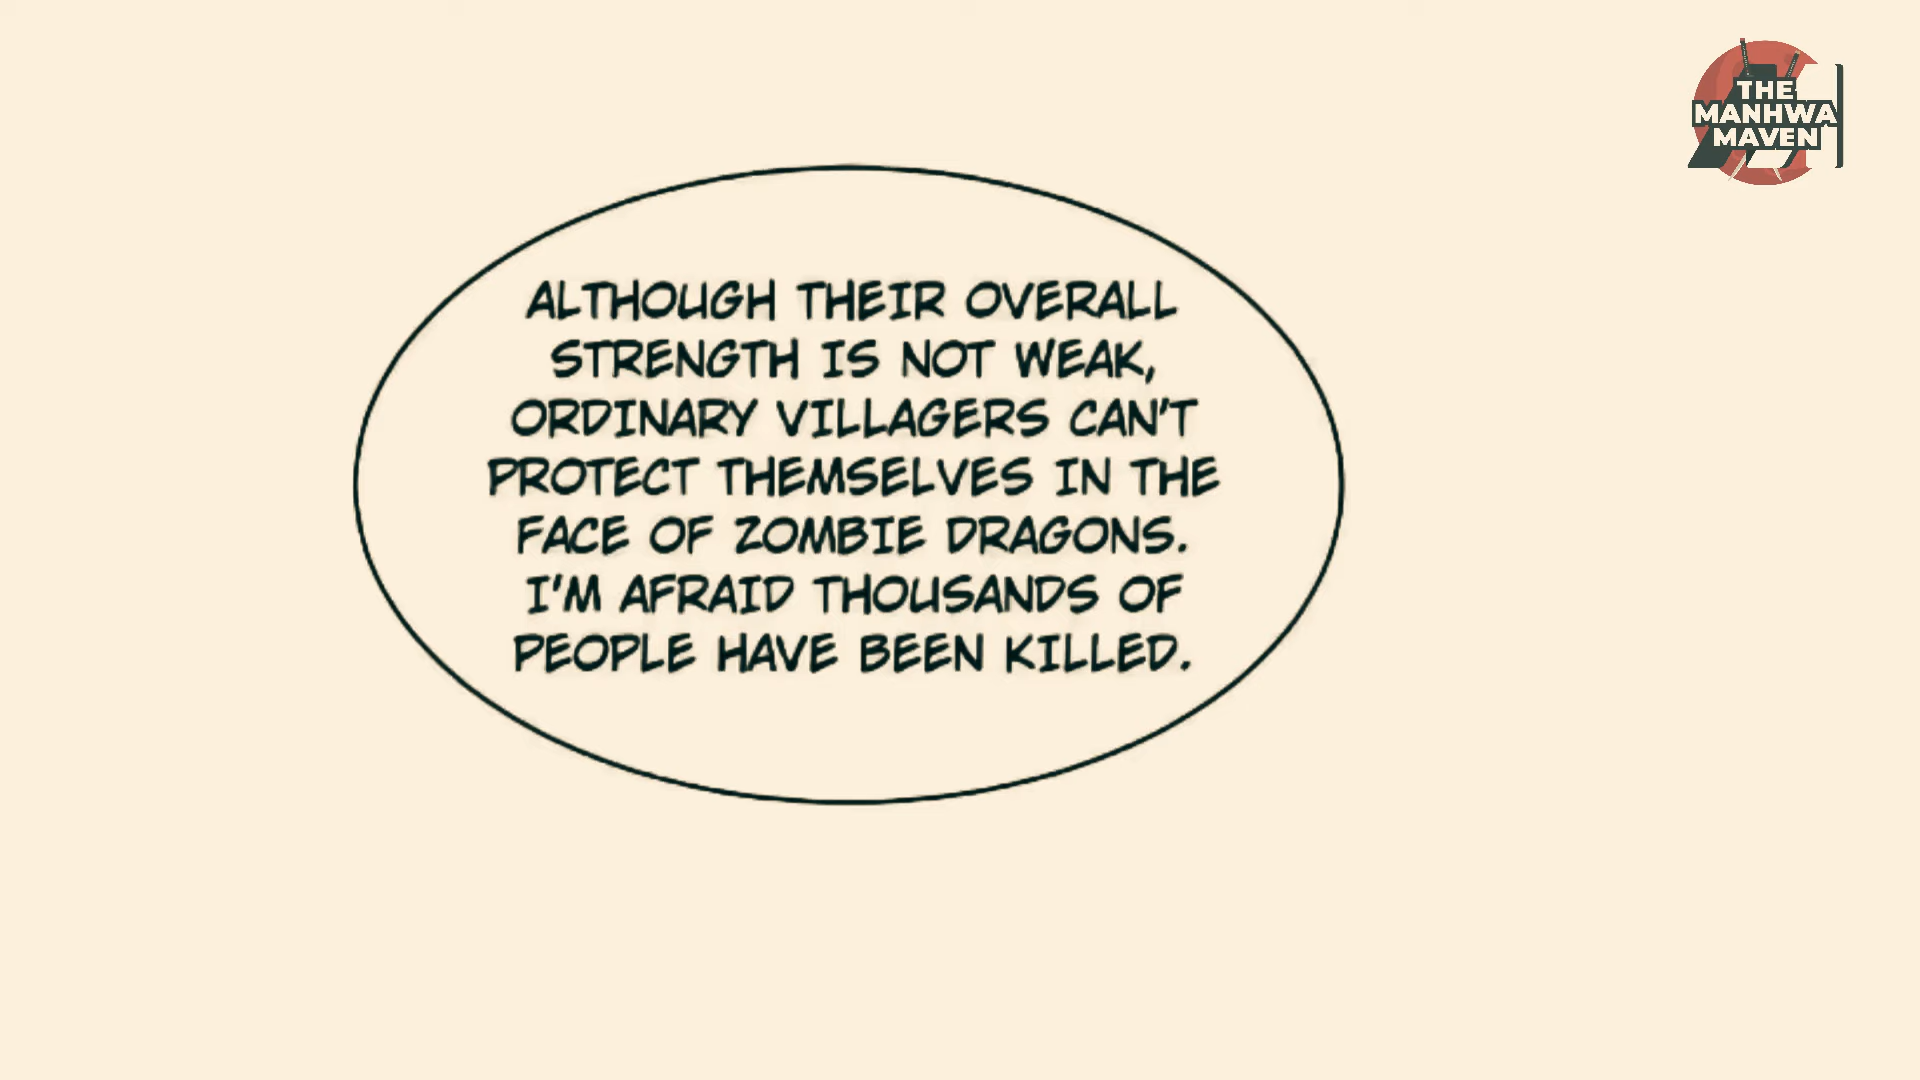 ALTHOUGH THEIR OVERALL
STRENGTH IS NOT WEAK,
ORDINARY VILLAGERS CAN'T
PROTECT THEMSELVES IN THE
FACE OF ZOMBIE DRAGONS.
I'M AFRAID THOUSANDS OF
PEOPLE HAVE BEEN KILLED.
THE
MANHWA
MAVEN